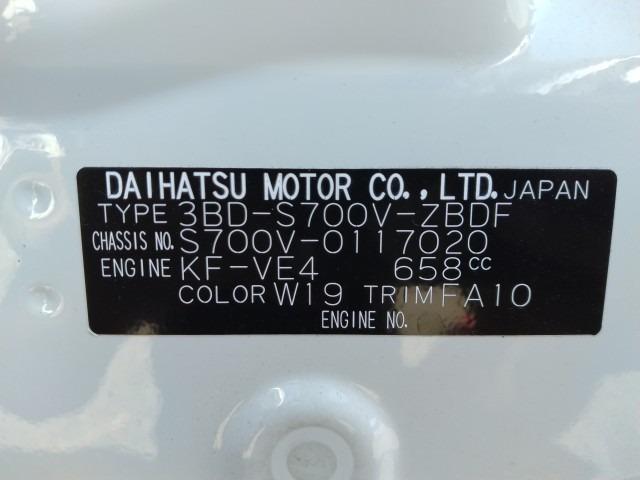 DAIHATSU MOTOR CO., LTD. JAPAN
TYPE 3BD-S700V-ZBDF
CHASSIS NO. S700V-0117020
ENGINE KF-VE4 658cc
COLOR W19 TRIM FA10
ENGINE NO.